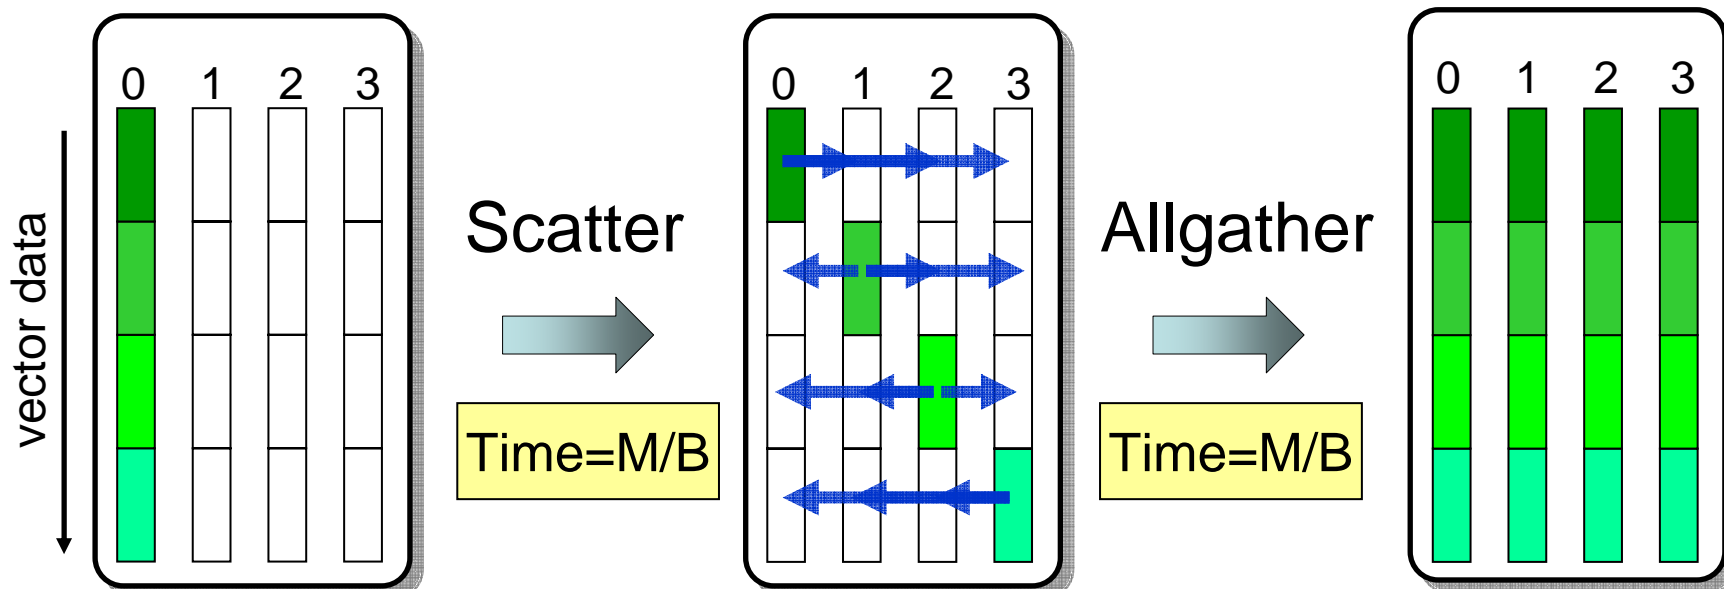 0 1 2 3
vector data
Scatter
Time=M/B
0 1 2 3
Allgather
Time=M/B
0 1 2 3